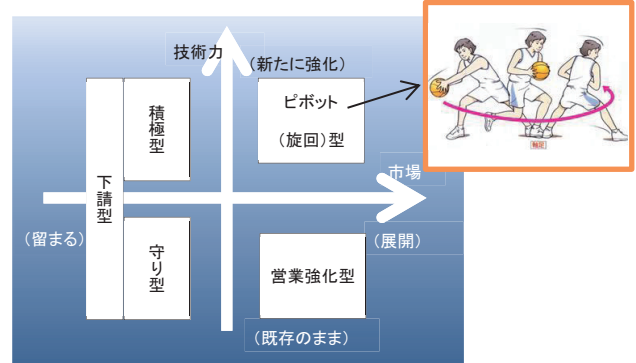 技術力
(新たに強化)
ピボット
(旋回)型
積極型
下請型
市場
(留まる)
(展開)
守り型
営業強化型
(既存のまま)
軸足